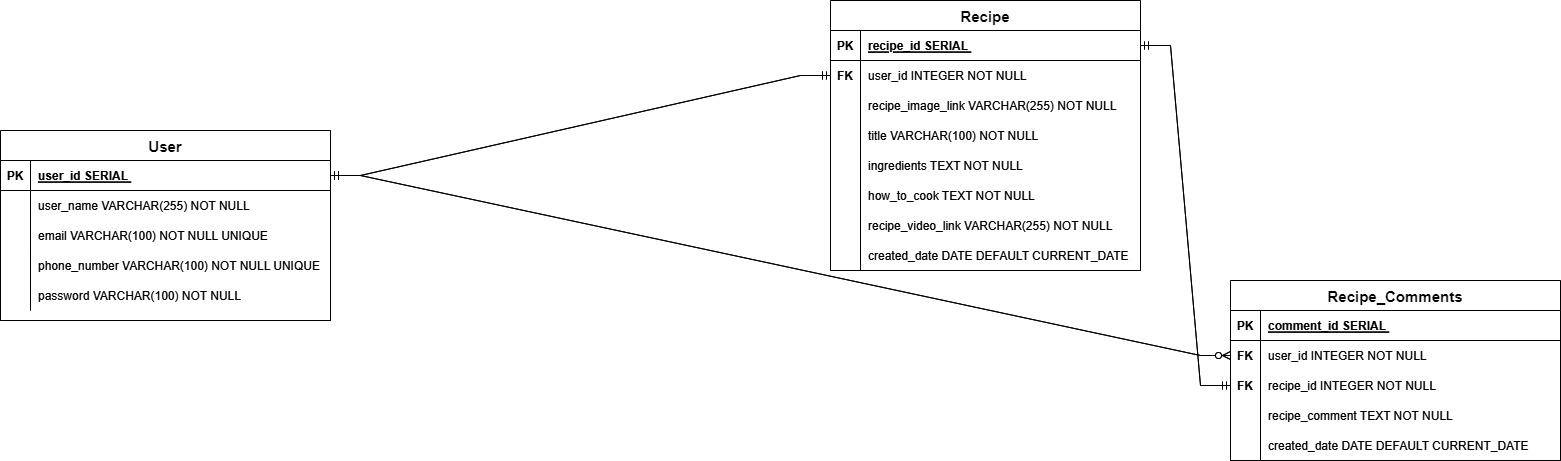 User
PK user_id SERIAL
user_name VARCHAR(255) NOT NULL
email VARCHAR(100) NOT NULL UNIQUE
phone_number VARCHAR(100) NOT NULL UNIQUE
password VARCHAR(100) NOT NULL
Recipe
PK recipe_id SERIAL
FK user_id INTEGER NOT NULL
recipe_image_link VARCHAR(255) NOT NULL
title VARCHAR(100) NOT NULL
ingredients TEXT NOT NULL
how_to_cook TEXT NOT NULL
recipe_video_link VARCHAR(255) NOT NULL
created_date DATE DEFAULT CURRENT_DATE
Recipe_Comments
PK comment_id SERIAL
FK user_id INTEGER NOT NULL
FK recipe_id INTEGER NOT NULL
recipe_comment TEXT NOT NULL
created_date DATE DEFAULT CURRENT_DATE